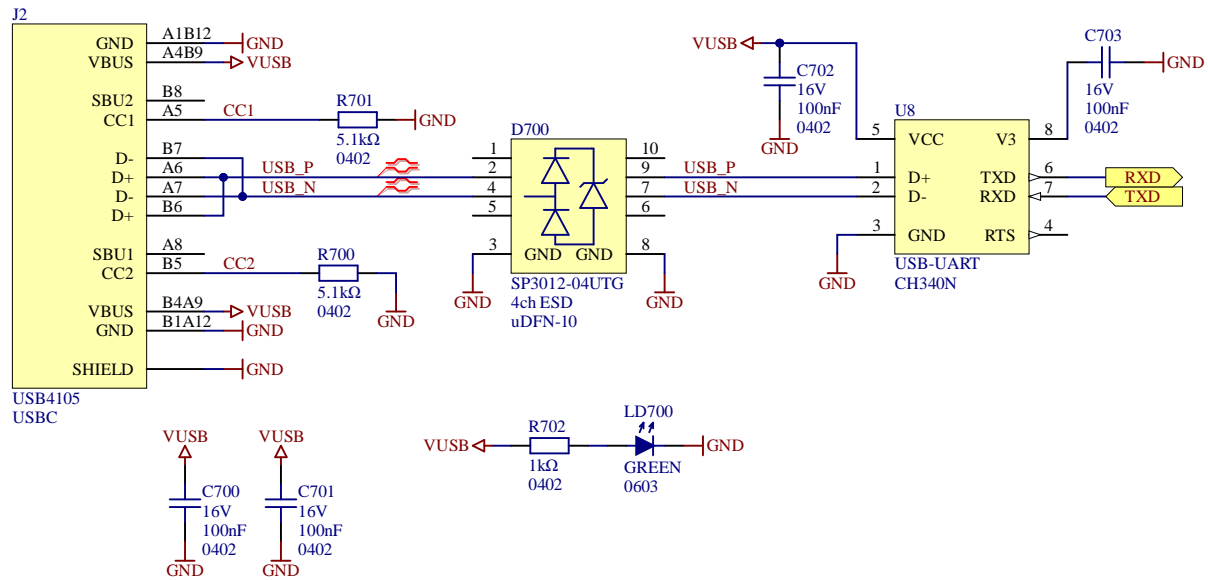 J2
GND A1B12 GND
VBUS A4B9 VUSB
SBU2 B8
CC1 A5 CC1
R701
5.1kΩ
0402
GND
D- B7
D+ A6 USB_P
D- A7 USB_N
D+ B6
SBU1 A8
CC2 B5 CC2
R700
5.1kΩ
0402
GND
VBUS B4A9 VUSB
GND B1A12 GND
SHIELD GND
USB4105
USBC
D700
1 10
2 9 USB_P
4 7 USB_N
5 6
3 GND GND 8
GND GND
SP3012-04UTG
4ch ESD
uDFN-10
VUSB
C702
16V
100nF
0402
GND
C703
16V
100nF
0402
GND
U8
5 VCC V3 8
1 D+ TXD 6 RXD
2 D- RXD 7 TXD
3 GND RTS 4
GND
USB-UART
CH340N
VUSB
C700
16V
100nF
0402
GND
VUSB
C701
16V
100nF
0402
GND
VUSB
R702
1kΩ
0402
LD700
GREEN
0603
GND